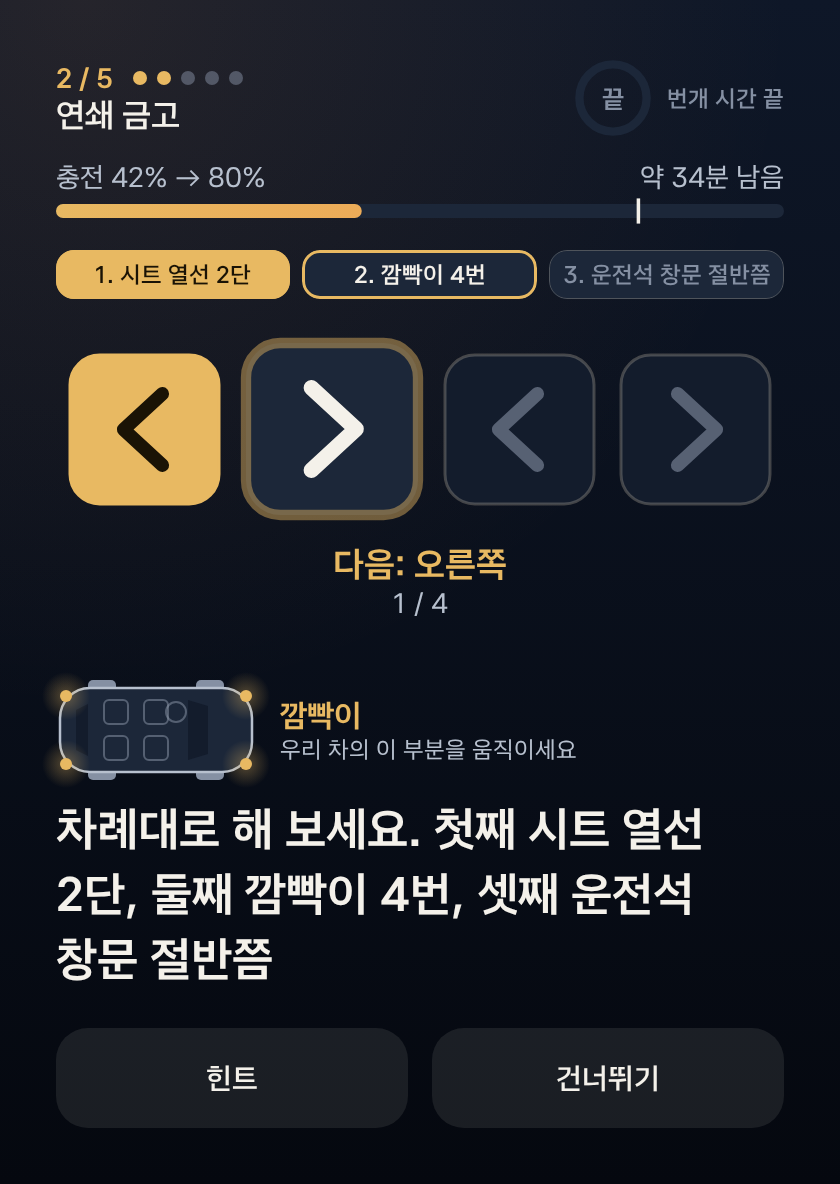 2 / 5
연쇄 금고
끝
번개 시간 끝
충전 42% → 80%
약 34분 남음
1. 시트 열선 2단
2. 깜빡이 4번
3. 운전석 창문 절반쯤
다음: 오른쪽
1 / 4
깜빡이
우리 차의 이 부분을 움직이세요
차례대로 해 보세요. 첫째 시트 열선
2단, 둘째 깜빡이 4번, 셋째 운전석
창문 절반쯤
힌트
건너뛰기